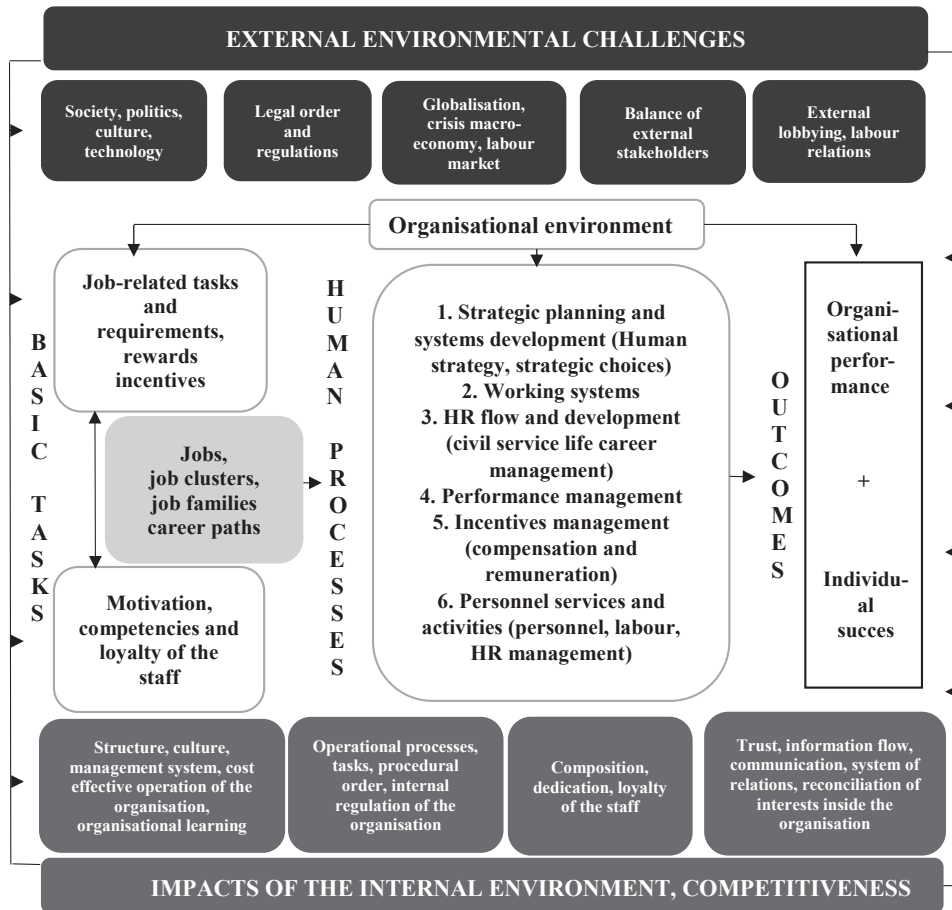 EXTERNAL ENVIRONMENTAL CHALLENGES
Society, politics,
culture,
technology
Legal order
and
regulations
Globalisation,
crisis macro-
economy, labour
market
Balance of
external
stakeholders
External
lobbying, labour
relations
Organisational environment
BASIC TASKS
Job-related tasks
and
requirements,
rewards
incentives
Jobs,
job clusters,
job families
career paths
Motivation,
competencies and
loyalty of the
staff
HUMAN PROCESSES
1. Strategic planning and
systems development (Human
strategy, strategic choices)
2. Working systems
3. HR flow and development
(civil service life career
management)
4. Performance management
5. Incentives management
(compensation and
remuneration)
6. Personnel services and
activities (personnel, labour,
HR management)
OUTCOMES
Organi-
sational
perfor-
mance
+
Individu-
al
succes
Structure, culture,
management system, cost
effective operation of the
organisation,
organisational learning
Operational processes,
tasks, procedural
order, internal
regulation of the
organisation
Composition,
dedication, loyalty
of the staff
Trust, information flow,
communication, system of
relations, reconciliation of
interests inside the
organisation
IMPACTS OF THE INTERNAL ENVIRONMENT, COMPETITIVENESS